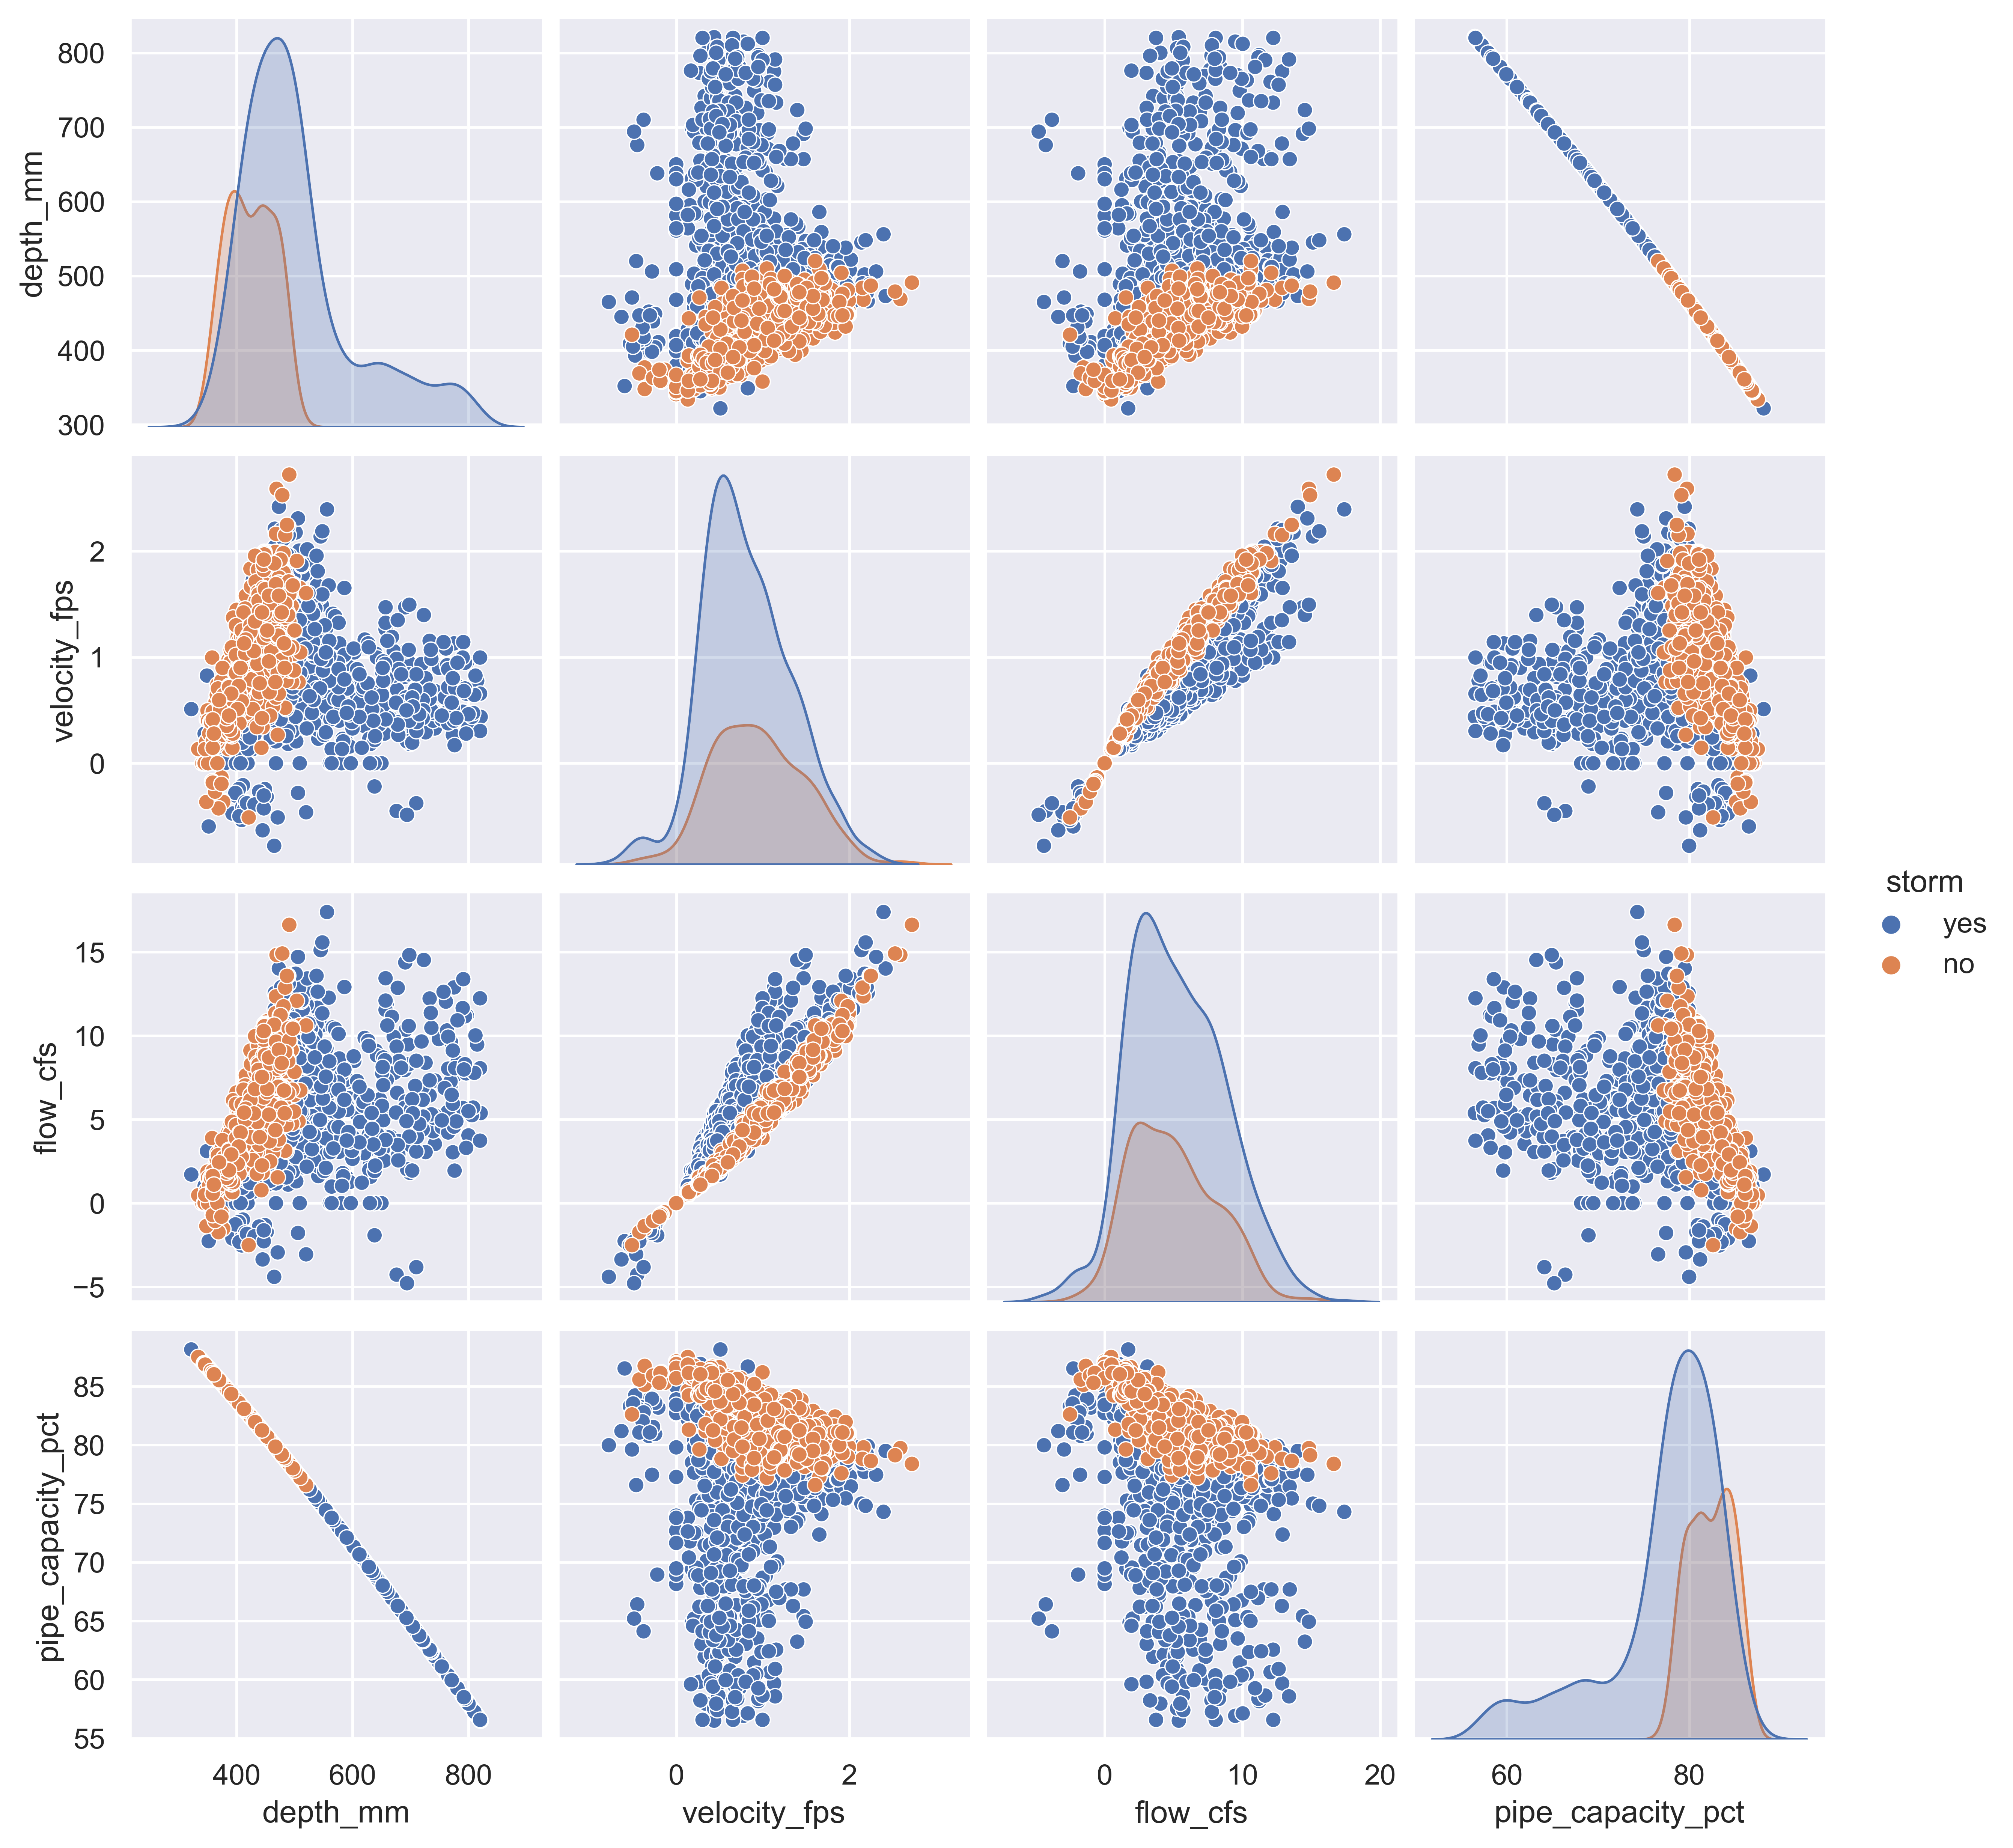 800
700
600
500
400
300
depth_mm
2
1
0
velocity_fps
15
10
5
0
−5
flow_cfs
85
80
75
70
65
60
55
pipe_capacity_pct
400 600 800
depth_mm
0 2
velocity_fps
0 10 20
flow_cfs
60 80
pipe_capacity_pct
storm
yes
no